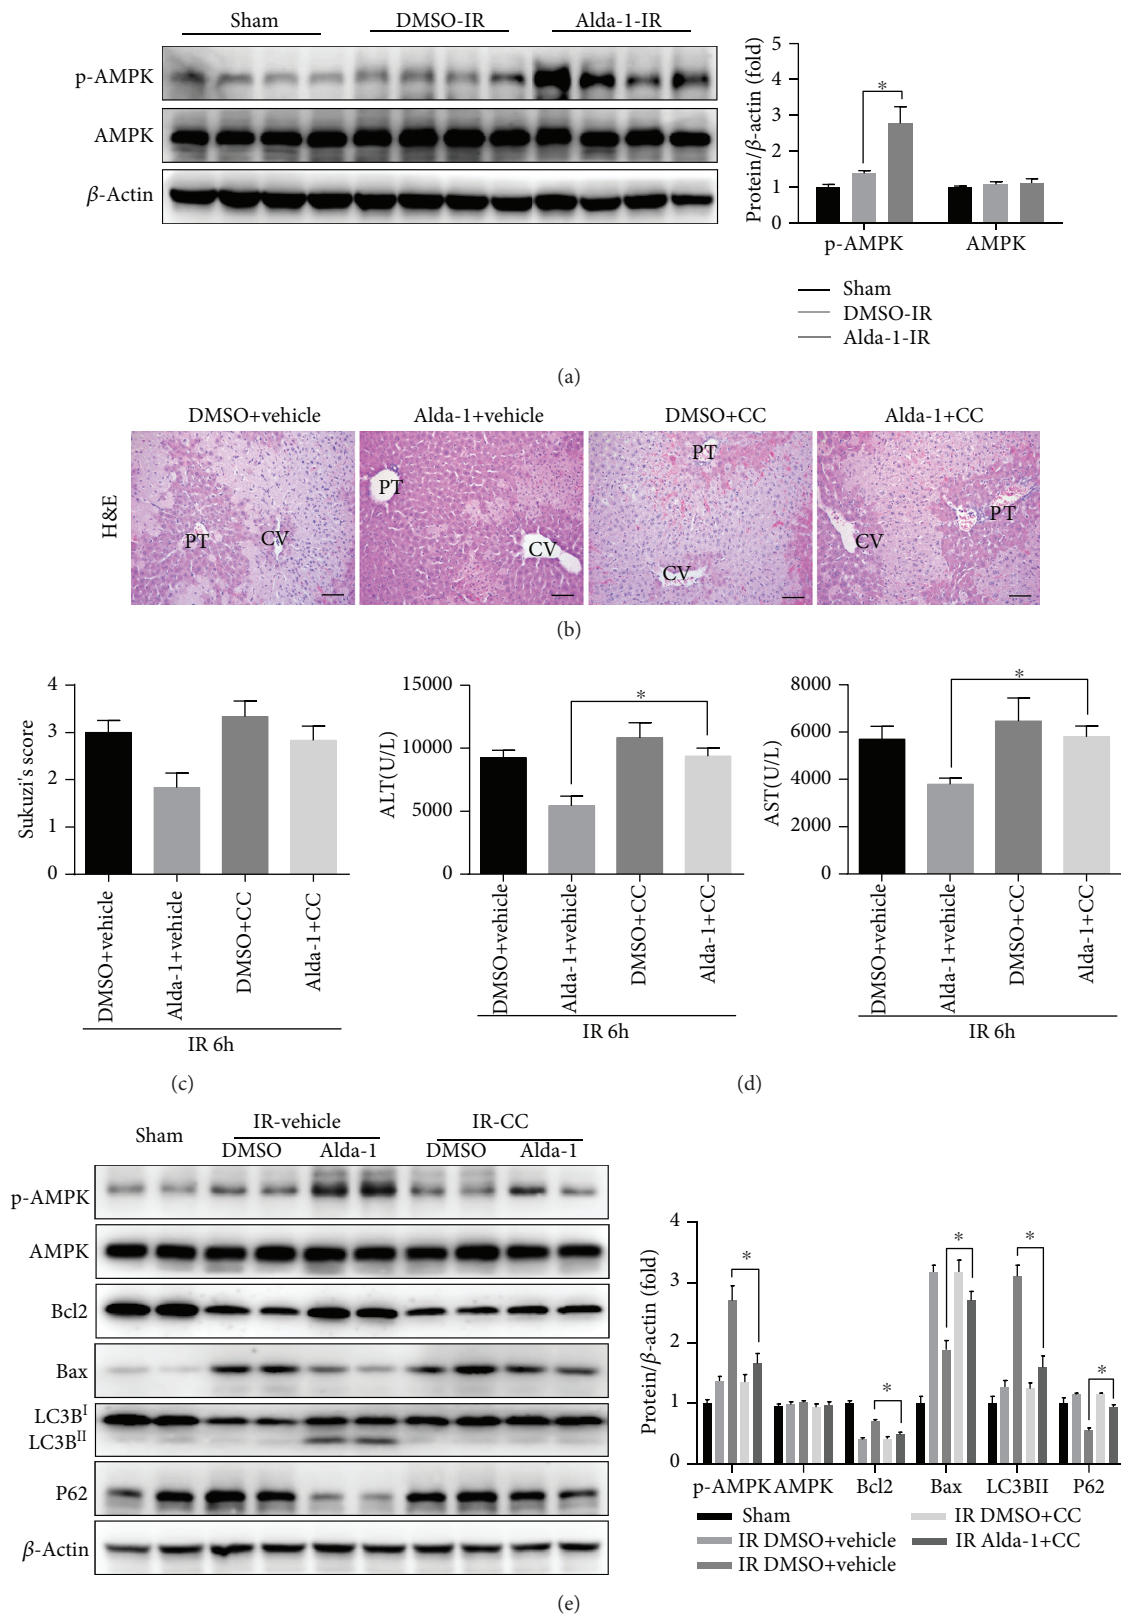 Sham DMSO-IR Alda-1-IR
p-AMPK
AMPK
β-Actin
Protein/β-actin (fold)
5
4
3
2
1
0
*
p-AMPK AMPK
Sham
DMSO-IR
Alda-1-IR
(a)
DMSO+vehicle Alda-1+vehicle DMSO+CC Alda-1+CC
H&E
PT CV
PT CV
PT CV
CV PT
(b)
Sukuzi's score
4
3
2
1
0
DMSO+vehicle
Alda-1+vehicle
DMSO+CC
Alda-1+CC
IR 6h
(c)
ALT(U/L)
15000
10000
5000
0
*
DMSO+vehicle
Alda-1+vehicle
DMSO+CC
Alda-1+CC
IR 6h
AST(U/L)
8000
6000
4000
6000
0
*
DMSO+vehicle
Alda-1+vehicle
DMSO+CC
Alda-1+CC
IR 6h
(d)
Sham IR-vehicle IR-CC
DMSO Alda-1 DMSO Alda-1
p-AMPK
AMPK
Bcl2
Bax
LC3B^I
LC3B^II
P62
β-Actin
Protein/β-actin (fold)
4
3
2
1
0
* * * * *
p-AMPK AMPK Bcl2 Bax LC3BII P62
Sham
IR DMSO+vehicle
IR DMSO+vehicle
IR DMSO+CC
IR Alda-1+CC
(e)